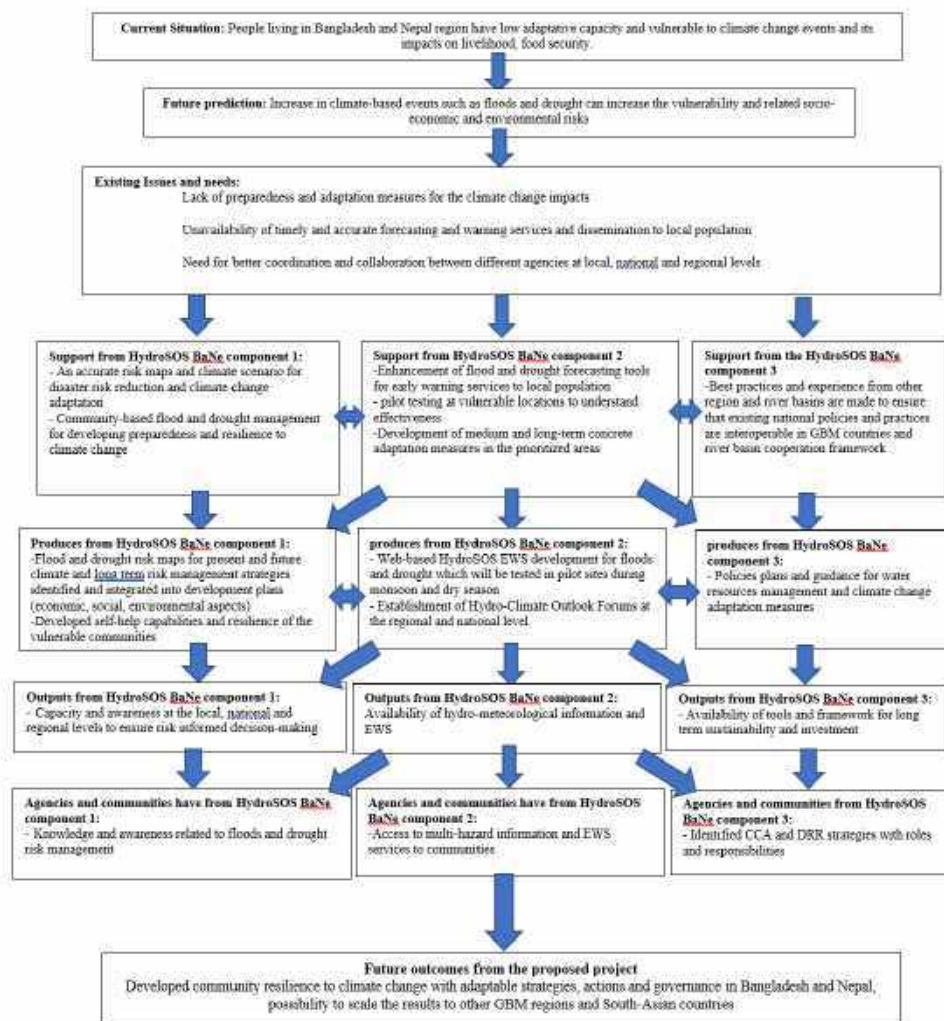 Current Situation: People living in Bangladesh and Nepal region have low adaptative capacity and vulnerable to climate change events and its
impacts on livelihood, food security.
Future prediction: Increase in climate-based events such as floods and drought can increase the vulnerability and related socio-
economic and environmental risks
Existing Issues and needs:
Lack of preparedness and adaptation measures for the climate change impacts
Unavailability of timely and accurate forecasting and warning services and dissemination to local population
Need for better coordination and collaboration between different agencies at local, national and regional levels
Support from HydroSOS BaNe component 1:
- An accurate risk maps and climate scenario for
disaster risk reduction and climate change
adaptation
- Community-based flood and drought management
for developing preparedness and resilience to
climate change
Support from HydroSOS BaNe component 2
-Enhancement of flood and drought forecasting tools
for early warning services to local population
- pilot testing at vulnerable locations to understand
effectiveness
-Development of medium and long-term concrete
adaptation measures in the prioritized areas
Support from the HydroSOS BaNe
component 3
-Best practices and experience from other
region and river basins are made to ensure
that existing national policies and practices
are interoperable in GBM countries and
river basin cooperation framework
Produces from HydroSOS BaNe component 1:
-Flood and drought risk maps for present and future
climate and long term risk management strategies
identified and integrated into development plans
(economic, social, environmental aspects)
-Developed self-help capabilities and resilience of the
vulnerable communities
produces from HydroSOS BaNe component 2:
- Web-based HydroSOS EWS development for floods
and drought which will be tested in pilot sites during
monsoon and dry season
- Establishment of Hydro-Climate Outlook Forums at
the regional and national level
produces from HydroSOS BaNe
component 3:
- Policies plans and guidance for water
resources management and climate change
adaptation measures
Outputs from HydroSOS BaNe component 1:
- Capacity and awareness at the local, national and
regional levels to ensure risk informed decision-making
Outputs from HydroSOS BaNe component 2:
Availability of hydro-meteorological information and
EWS
Outputs from HydroSOS BaNe component 3:
- Availability of tools and framework for long
term sustainability and investment
Agencies and communities have from HydroSOS BaNe
component 1:
- Knowledge and awareness related to floods and drought
risk management
Agencies and communities have from HydroSOS
BaNe component 2:
-Access to multi-hazard information and EWS
services to communities
Agencies and communities from HydroSOS
BaNe component 3:
- Identified CCA and DRR strategies with roles
and responsibilities
Future outcomes from the proposed project
Developed community resilience to climate change with adaptable strategies, actions and governance in Bangladesh and Nepal,
possibility to scale the results to other GBM regions and South-Asian countries